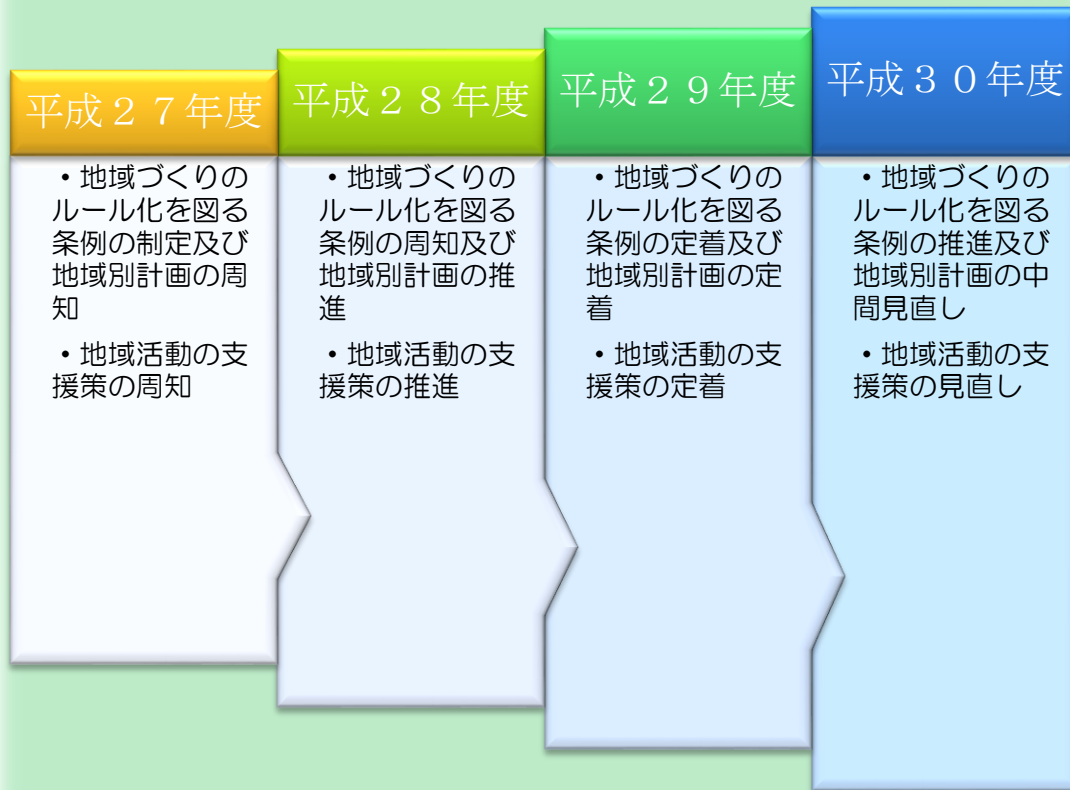 平成２７年度
・地域づくりの
ルール化を図る
条例の制定及び
地域別計画の周
知
・地域活動の支
援策の周知
平成２８年度
・地域づくりの
ルール化を図る
条例の周知及び
地域別計画の推
進
・地域活動の支
援策の推進
平成２９年度
・地域づくりの
ルール化を図る
条例の定着及び
地域別計画の定
着
・地域活動の支
援策の定着
平成３０年度
・地域づくりの
ルール化を図る
条例の推進及び
地域別計画の中
間見直し
・地域活動の支
援策の見直し